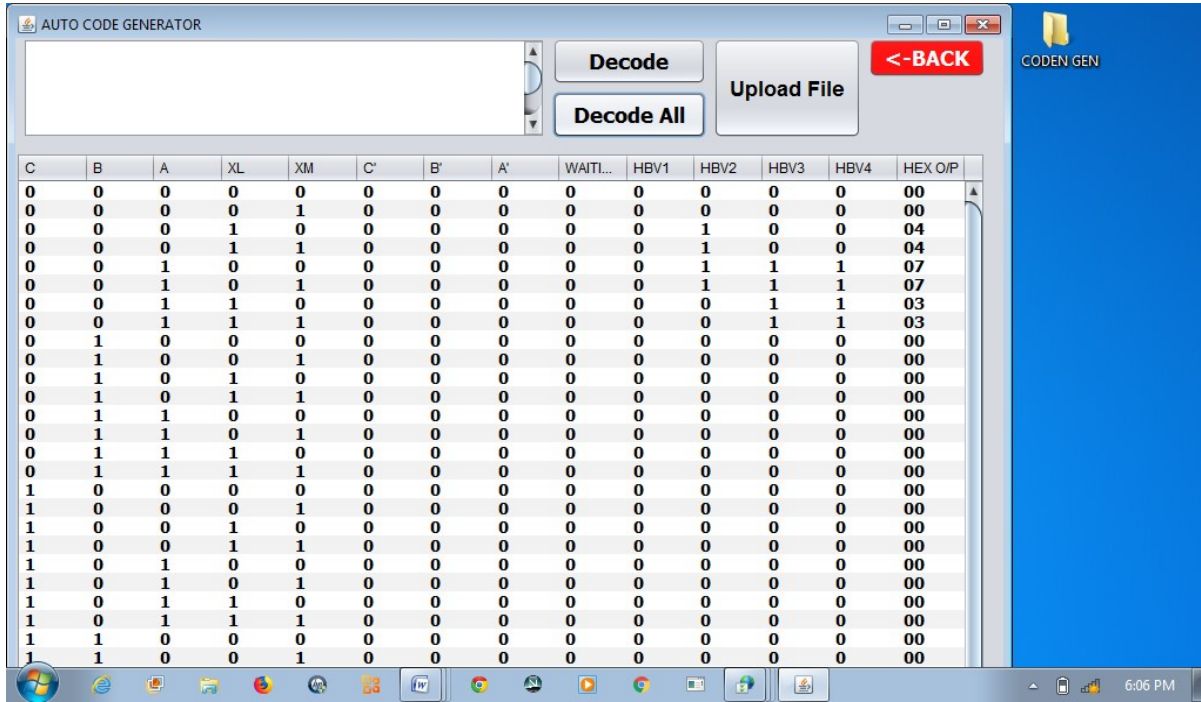 AUTO CODE GENERATOR
Decode
Decode All
Upload File
<-BACK
CODEN GEN
C B A XL XM C' B' A' WAITI... HBV1 HBV2 HBV3 HBV4 HEX O/P
0 0 0 0 0 0 0 0 0 0 0 0 0 00
0 0 0 0 1 0 0 0 0 0 0 0 0 00
0 0 0 1 0 0 0 0 0 0 1 0 0 04
0 0 0 1 1 0 0 0 0 0 1 0 0 04
0 0 1 0 0 0 0 0 0 0 1 1 1 07
0 0 1 0 1 0 0 0 0 0 1 1 1 07
0 0 1 1 0 0 0 0 0 0 0 1 1 03
0 0 1 1 1 0 0 0 0 0 0 1 1 03
0 1 0 0 0 0 0 0 0 0 0 0 0 00
0 1 0 0 1 0 0 0 0 0 0 0 0 00
0 1 0 1 0 0 0 0 0 0 0 0 0 00
0 1 0 1 1 0 0 0 0 0 0 0 0 00
0 1 1 0 0 0 0 0 0 0 0 0 0 00
0 1 1 0 1 0 0 0 0 0 0 0 0 00
0 1 1 1 0 0 0 0 0 0 0 0 0 00
0 1 1 1 1 0 0 0 0 0 0 0 0 00
1 0 0 0 0 0 0 0 0 0 0 0 0 00
1 0 0 0 1 0 0 0 0 0 0 0 0 00
1 0 0 1 0 0 0 0 0 0 0 0 0 00
1 0 0 1 1 0 0 0 0 0 0 0 0 00
1 0 1 0 0 0 0 0 0 0 0 0 0 00
1 0 1 0 1 0 0 0 0 0 0 0 0 00
1 0 1 1 0 0 0 0 0 0 0 0 0 00
1 0 1 1 1 0 0 0 0 0 0 0 0 00
1 1 0 0 0 0 0 0 0 0 0 0 0 00
1 1 0 0 1 0 0 0 0 0 0 0 0 00
6:06 PM